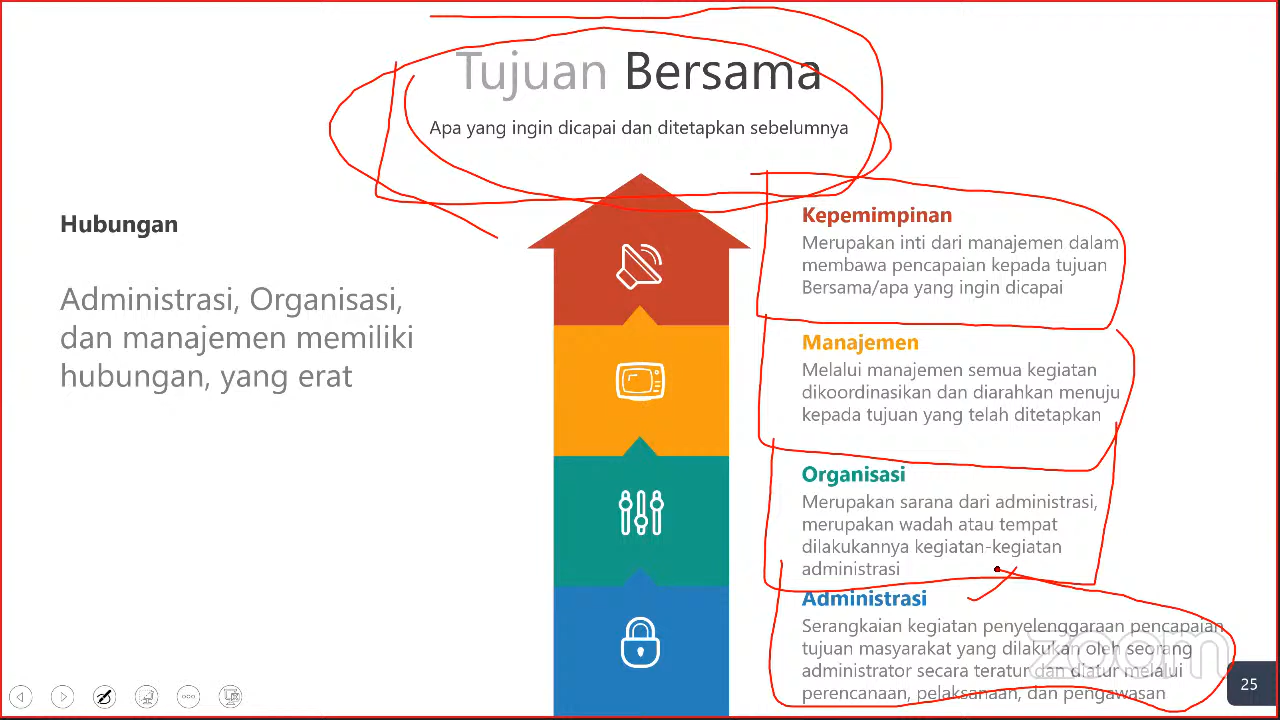 Tujuan Bersama
Apa yang ingin dicapai dan ditetapkan sebelumnya
Hubungan
Administrasi, Organisasi,
dan manajemen memiliki
hubungan, yang erat
Kepemimpinan
Merupakan inti dari manajemen dalam
membawa pencapaian kepada tujuan
Bersama/apa yang ingin dicapai
Manajemen
Melalui manajemen semua kegiatan
dikoordinasikan dan diarahkan menuju
kepada tujuan yang telah ditetapkan
Organisasi
Merupakan sarana dari administrasi,
merupakan wadah atau tempat
dilakukannya kegiatan-kegiatan
administrasi
Administrasi
Serangkaian kegiatan penyelenggaraan pencapaian
tujuan masyarakat yang dilakukan oleh seorang
administrator secara teratur dan diatur melalui
perencanaan, pelaksanaan, dan pengawasan
zoom
25